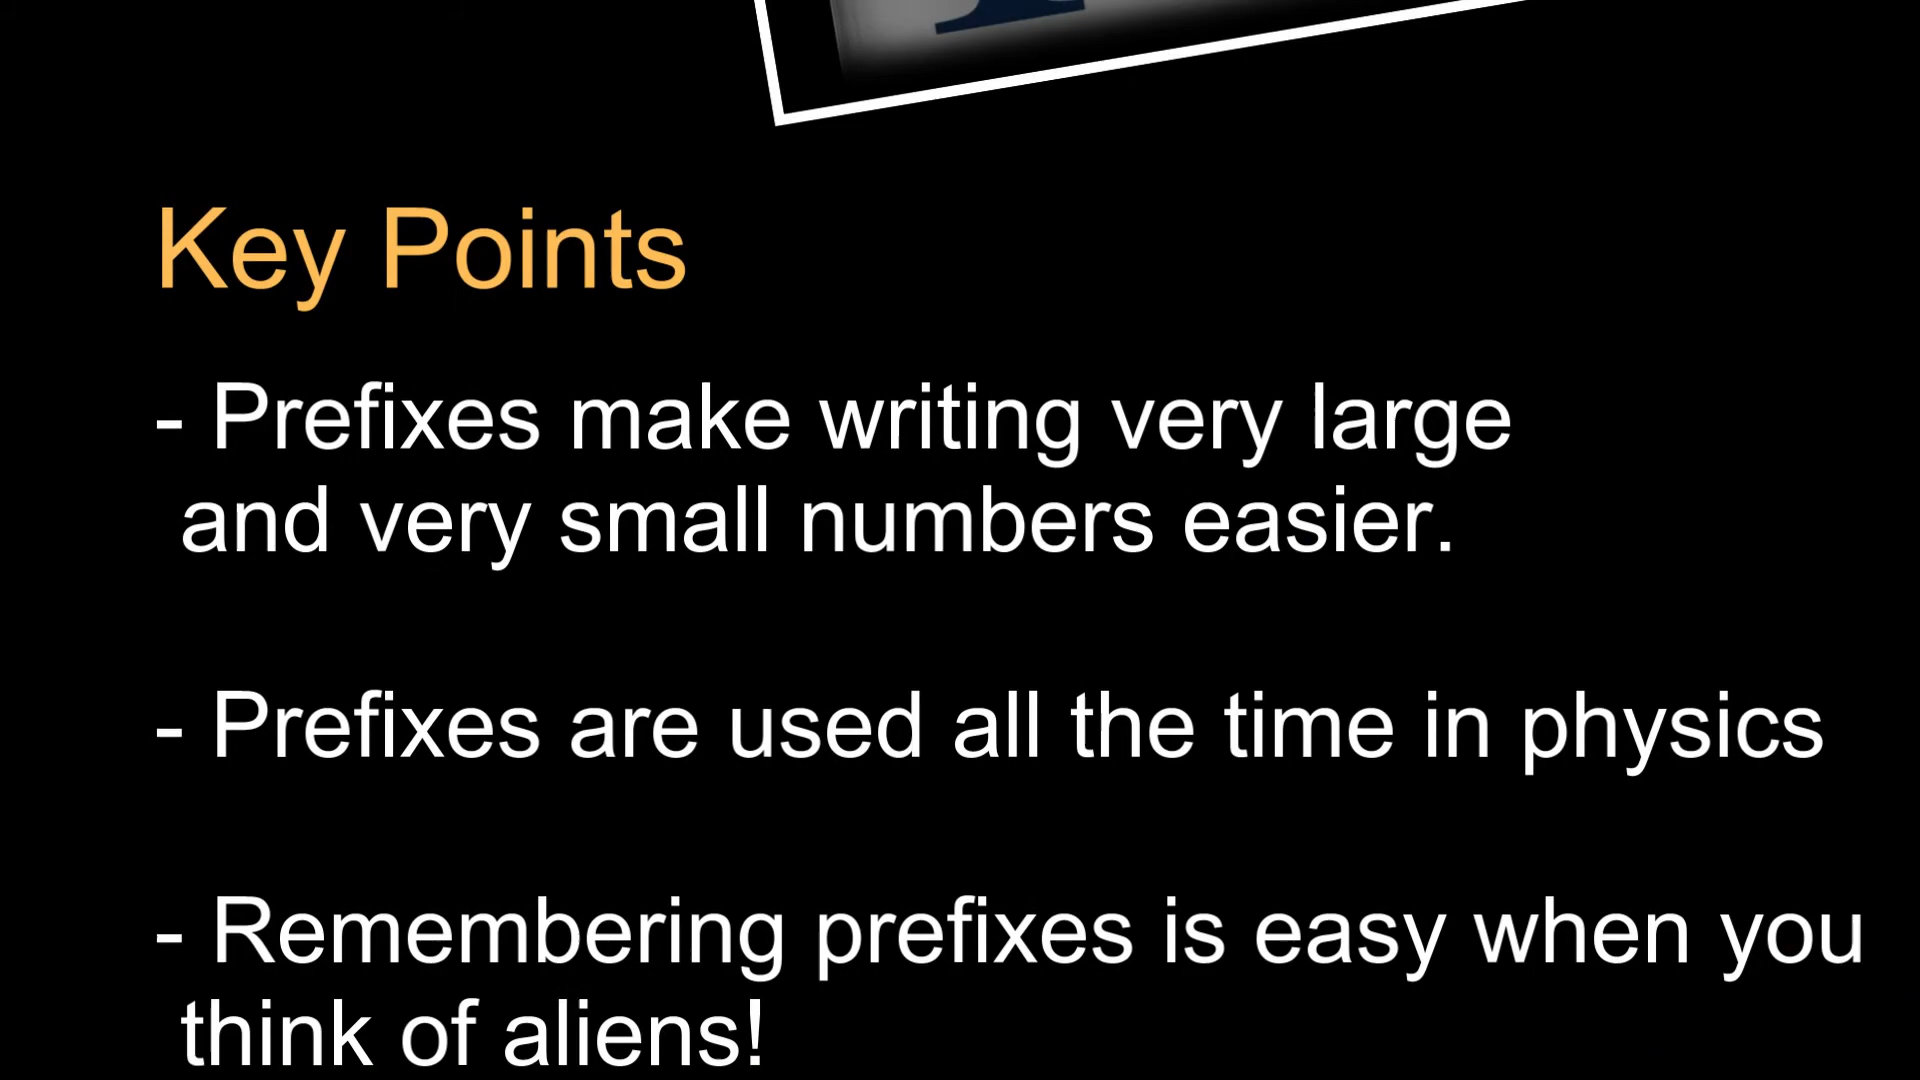 Key Points
- Prefixes make writing very large
and very small numbers easier.
- Prefixes are used all the time in physics
- Remembering prefixes is easy when you
think of aliens!